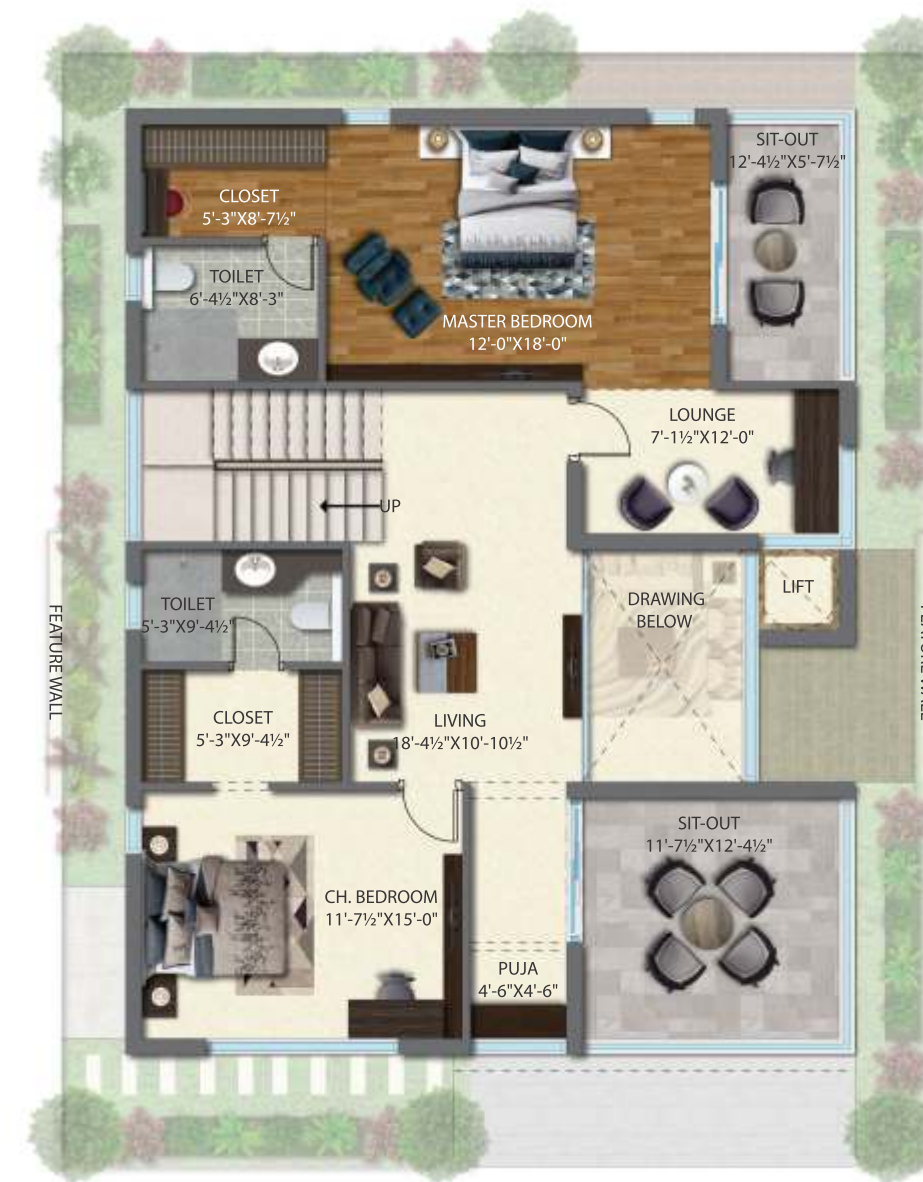 SIT-OUT
12'-4½"X5'-7½"
CLOSET
5'-3"X8'-7½"
TOILET
6'-4½"X8'-3"
MASTER BEDROOM
12'-0"X18'-0"
LOUNGE
7'-1½"X12'-0"
UP
DRAWING
BELOW
LIFT
TOILET
5'-3"X9'-4½"
FEATURE WALL
CLOSET
5'-3"X9'-4½"
LIVING
18'-4½"X10'-10½"
SIT-OUT
11'-7½"X12'-4½"
CH. BEDROOM
11'-7½"X15'-0"
PUJA
4'-6"X4'-6"